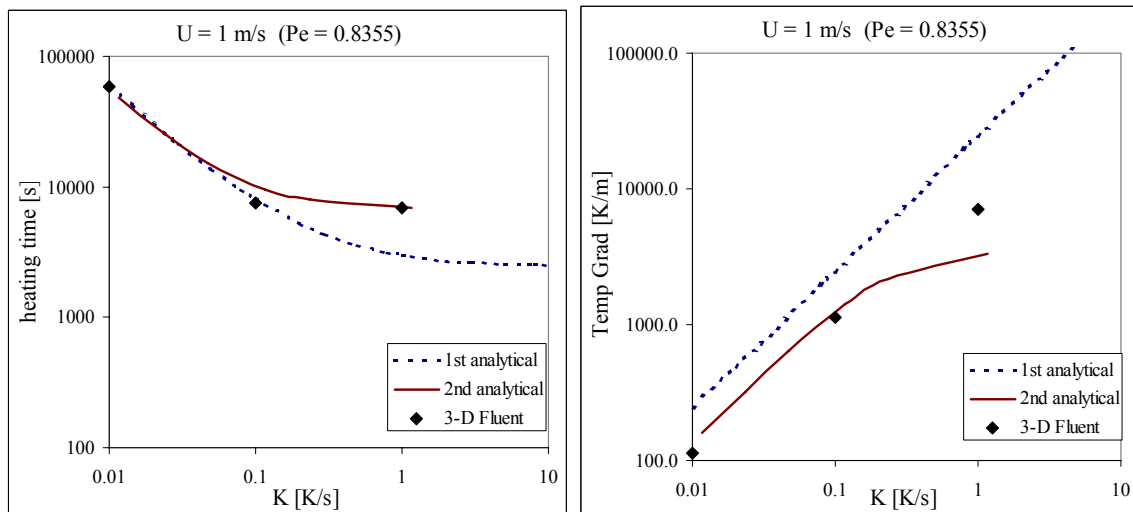 U = 1 m/s (Pe = 0.8355)
100000
10000
1000
100
heating time [s]
1st analytical
2nd analytical
3-D Fluent
0.01 0.1 1 10
K [K/s]
U = 1 m/s (Pe = 0.8355)
100000.0
10000.0
1000.0
100.0
Temp Grad [K/m]
1st analytical
2nd analytical
3-D Fluent
0.01 0.1 1 10
K [K/s]